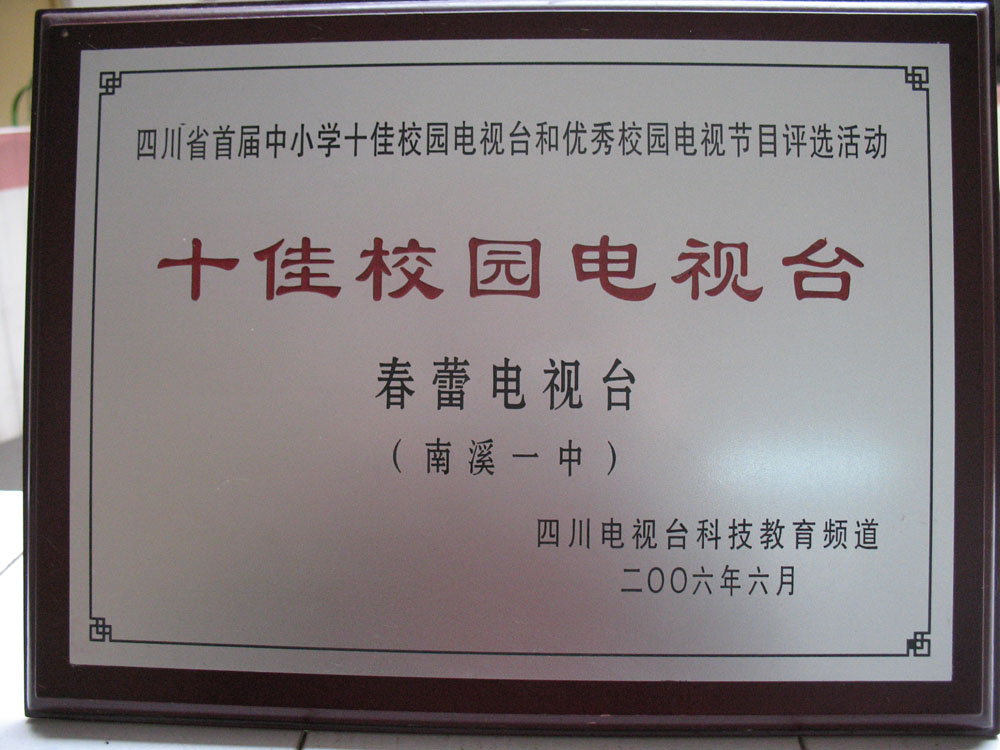 四川省首届中小学十佳校园电视台和优秀校园电视节目评选活动
十佳校园电视台
春蕾电视台
（南溪一中）
四川电视台科技教育频道
二〇〇六年六月